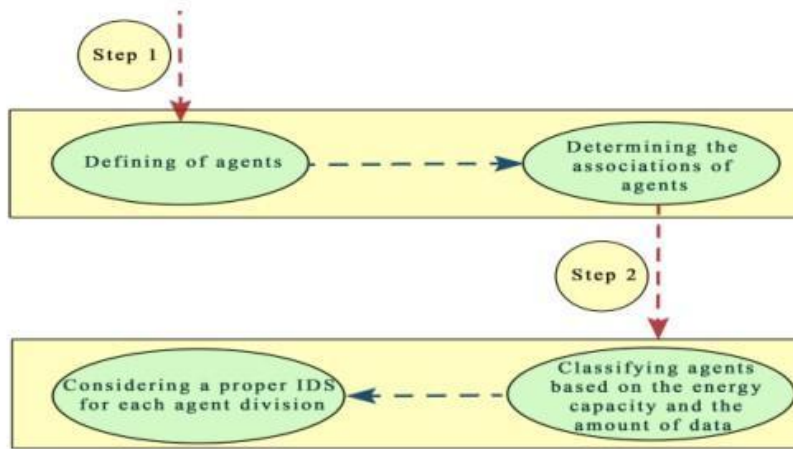 Step 1
Defining of agents
Determining the
associations of
agents
Step 2
Classifying agents
based on the energy
capacity and the
amount of data
Considering a proper IDS
for each agent division